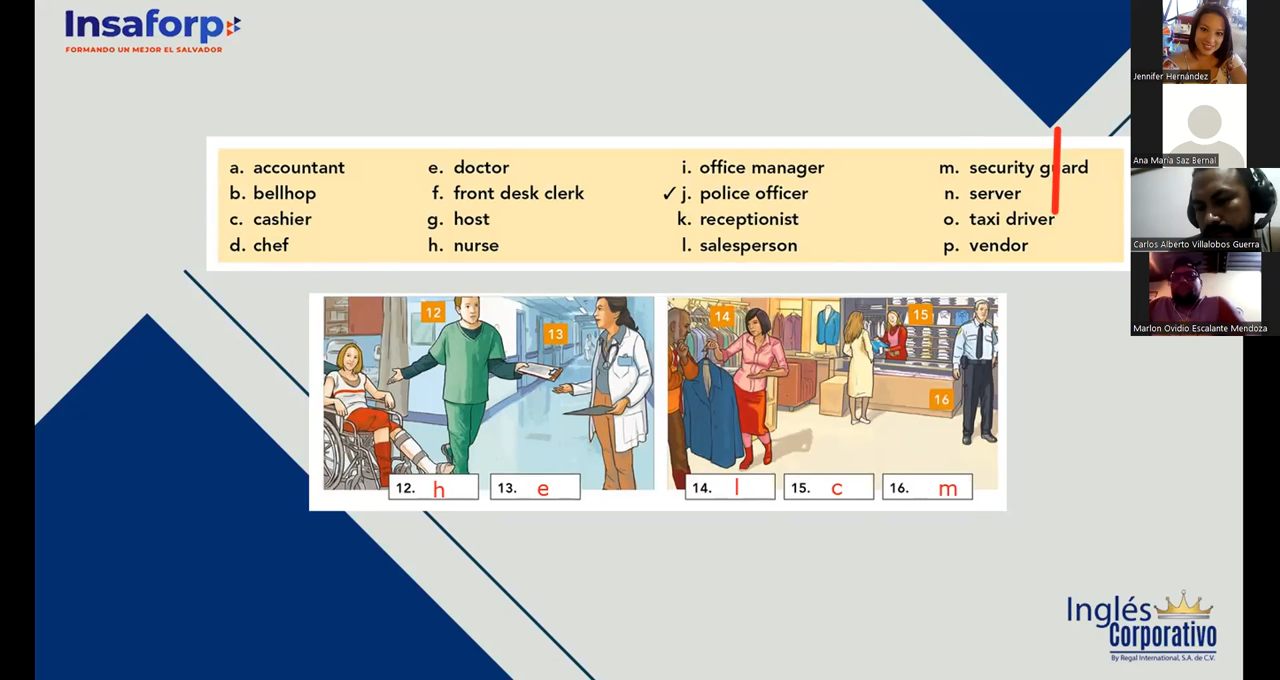 Insaforp
FORMANDO UN MEJOR EL SALVADOR
Jennifer Hernández
Ana María Saz Bernal
Carlos Alberto Villalobos Guerra
Marlon Ovidio Escalante Mendoza
a. accountant
b. bellhop
c. cashier
d. chef
e. doctor
f. front desk clerk
g. host
h. nurse
i. office manager
✓ j. police officer
k. receptionist
l. salesperson
m. security guard
n. server
o. taxi driver
p. vendor
12
13
14
15
16
12. h
13. e
14. l
15. c
16. m
Inglés
Corporativo
By Regal International, S.A. de C.V.